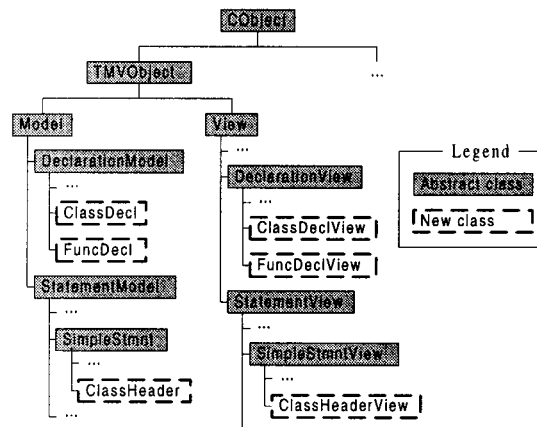 CObject
TMVObject
...
Model
View
...
DeclarationModel
DeclarationView
...
...
ClassDecl
ClassDeclView
FuncDecl
FuncDeclView
StatementModel
StatementView
...
...
SimpleStmnt
SimpleStmntView
...
...
ClassHeader
ClassHeaderView
...
Legend
Abstract class
New class